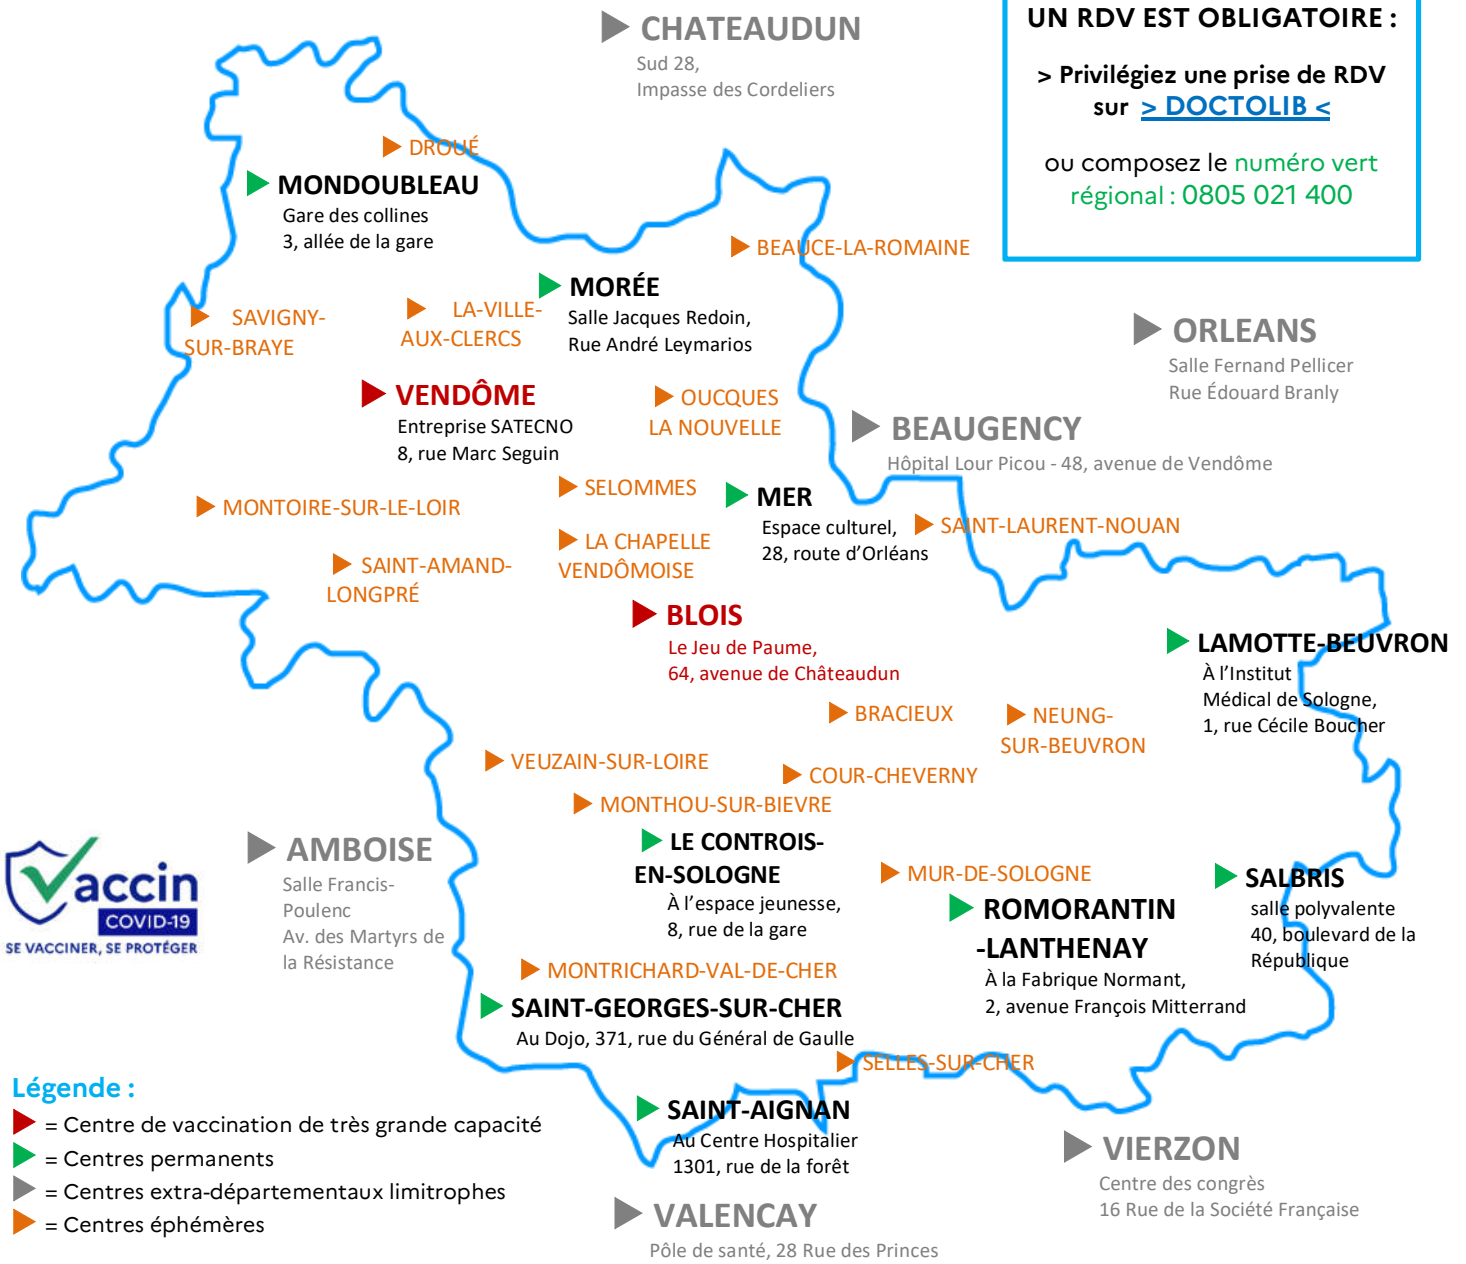 CHATEAUDUN
Sud 28,
Impasse des Cordeliers
UN RDV EST OBLIGATOIRE :
> Privilégiez une prise de RDV
sur > DOCTOLIB <
ou composez le numéro vert
régional : 0805 021 400
DROUÉ
MONDOUBLEAU
Gare des collines
3, allée de la gare
BEAUCE-LA-ROMAINE
MORÉE
Salle Jacques Redoin,
Rue André Leymarios
SAVIGNY-
SUR-BRAYE
LA-VILLE-
AUX-CLERCS
ORLEANS
Salle Fernand Pellicer
Rue Édouard Branly
VENDÔME
Entreprise SATECNO
8, rue Marc Seguin
OUCQUES
LA NOUVELLE
BEAUGENCY
Hôpital Lour Picou - 48, avenue de Vendôme
SELOMMES
MONTOIRE-SUR-LE-LOIR
MER
Espace culturel,
28, route d’Orléans
SAINT-LAURENT-NOUAN
LA CHAPELLE
VENDÔMOISE
SAINT-AMAND-
LONGPRÉ
BLOIS
Le Jeu de Paume,
64, avenue de Châteaudun
LAMOTTE-BEUVRON
À l’Institut
Médical de Sologne,
1, rue Cécile Boucher
BRACIEUX
NEUNG-
SUR-BEUVRON
VEUZAIN-SUR-LOIRE
COUR-CHEVERNY
MONTHOU-SUR-BIEVRE
LE CONTROIS-
EN-SOLOGNE
À l’espace jeunesse,
8, rue de la gare
AMBOISE
Salle Francis-
Poulenc
Av. des Martyrs de
la Résistance
Vaccin
COVID-19
SE VACCINER, SE PROTÉGER
MUR-DE-SOLOGNE
SALBRIS
salle polyvalente
40, boulevard de la
République
ROMORANTIN
-LANTHENAY
À la Fabrique Normant,
2, avenue François Mitterrand
MONTRICHARD-VAL-DE-CHER
SAINT-GEORGES-SUR-CHER
Au Dojo, 371, rue du Général de Gaulle
SELLES-SUR-CHER
SAINT-AIGNAN
Au Centre Hospitalier
1301, rue de la forêt
VIERZON
Centre des congrès
16 Rue de la Société Française
VALENCAY
Pôle de santé, 28 Rue des Princes
Légende :
= Centre de vaccination de très grande capacité
= Centres permanents
= Centres extra-départementaux limitrophes
= Centres éphémères